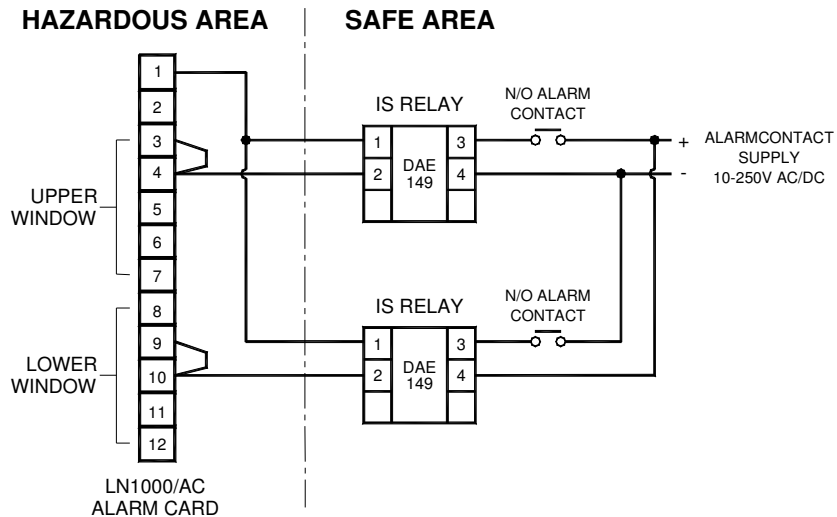 HAZARDOUS AREA
SAFE AREA
1
2
3
4
5
6
7
8
9
10
11
12
UPPER
WINDOW
LOWER
WINDOW
LN1000/AC
ALARM CARD
IS RELAY
1
2
DAE
149
3
4
N/O ALARM
CONTACT
+
-
ALARMCONTACT
SUPPLY
10-250V AC/DC
IS RELAY
1
2
DAE
149
3
4
N/O ALARM
CONTACT